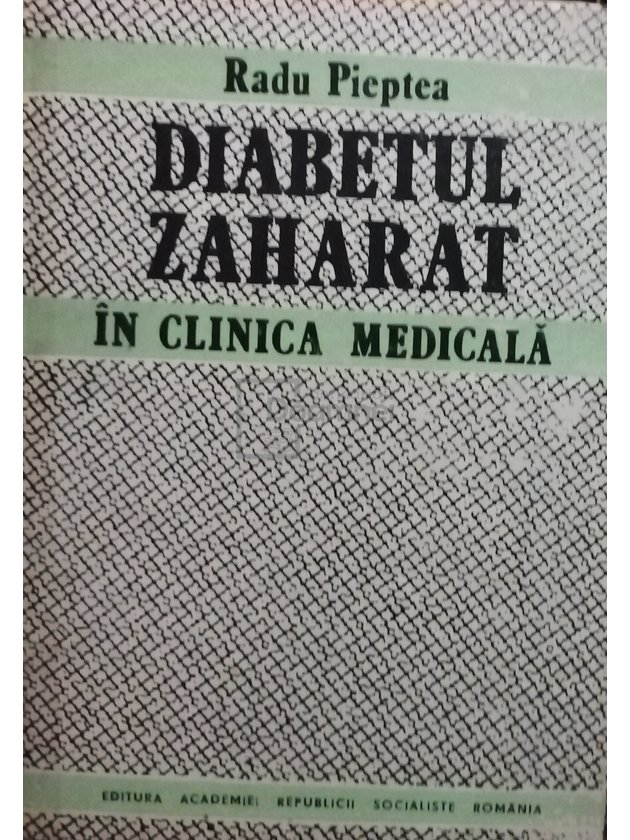 Radu Pieptea
DIABETUL
ZAHARAT
ÎN CLINICA MEDICALĂ
EDITURA ACADEMIEI REPUBLICII SOCIALISTE ROMÂNIA